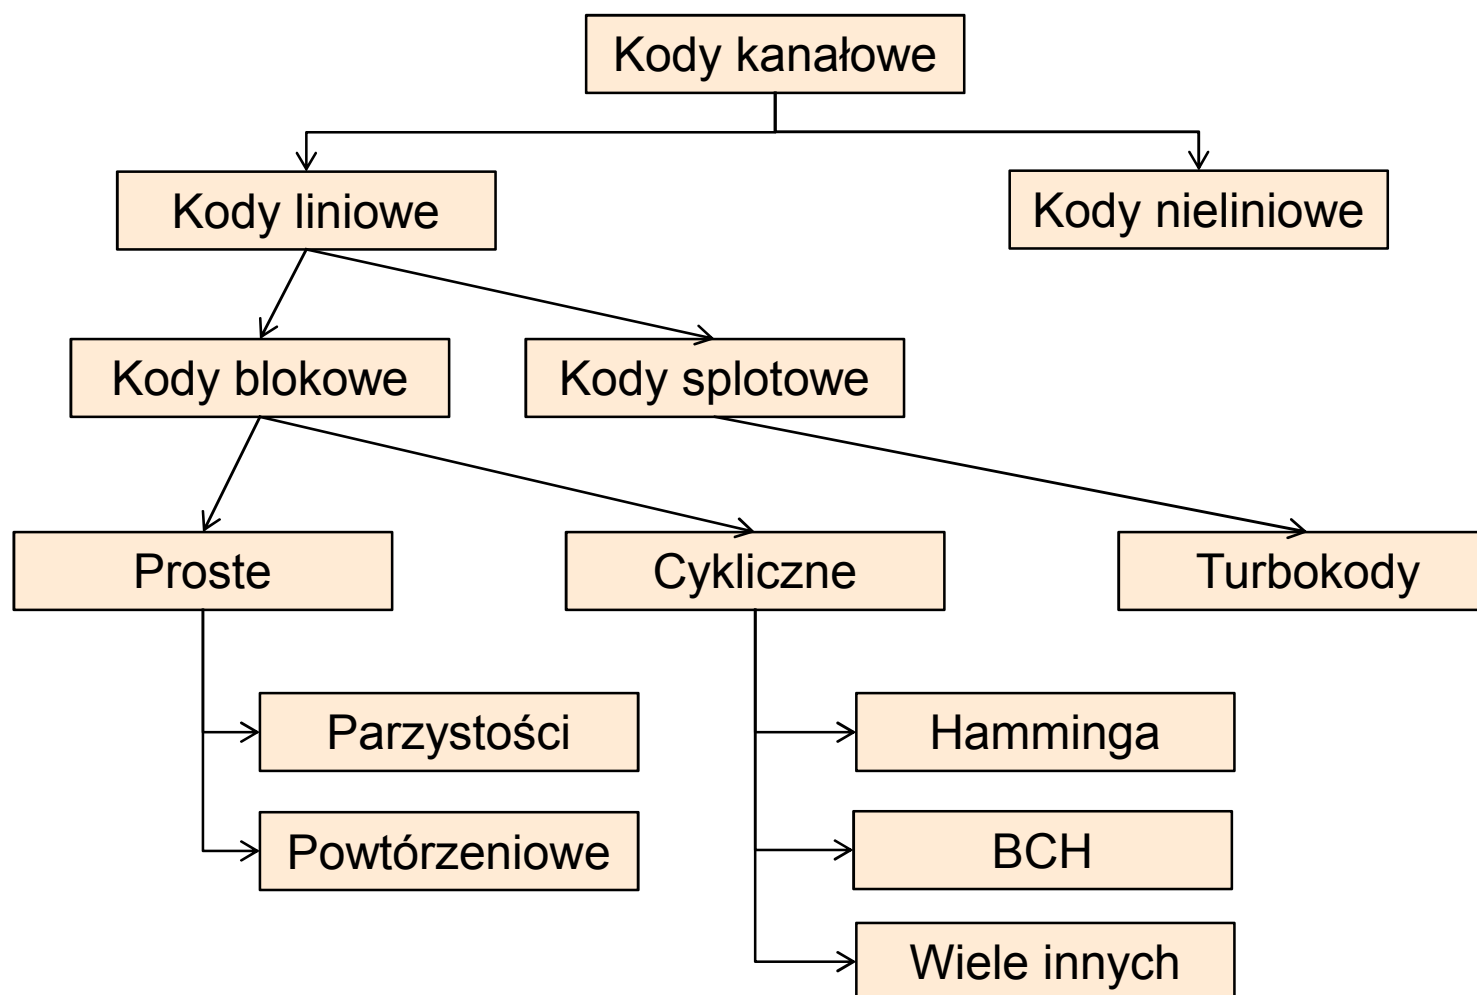 Kody kanałowe
Kody liniowe
Kody nieliniowe
Kody blokowe
Kody splotowe
Proste
Cykliczne
Turbokody
Parzystości
Hamminga
Powtórzeniowe
BCH
Wiele innych